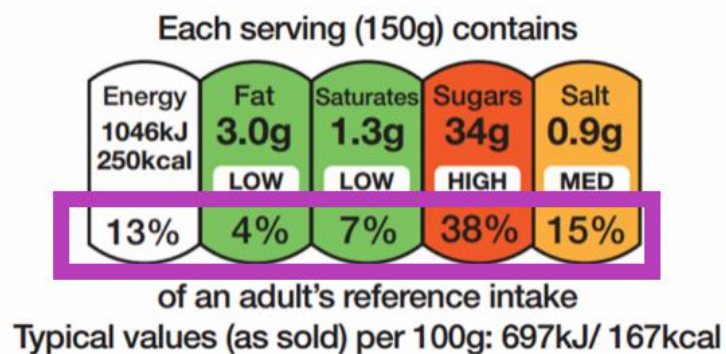 Each serving (150g) contains
Energy Fat Saturates Sugars Salt
1046kJ 3.0g 1.3g 34g 0.9g
250kcal
LOW LOW HIGH MED
13% 4% 7% 38% 15%
of an adult's reference intake
Typical values (as sold) per 100g: 697kJ/ 167kcal